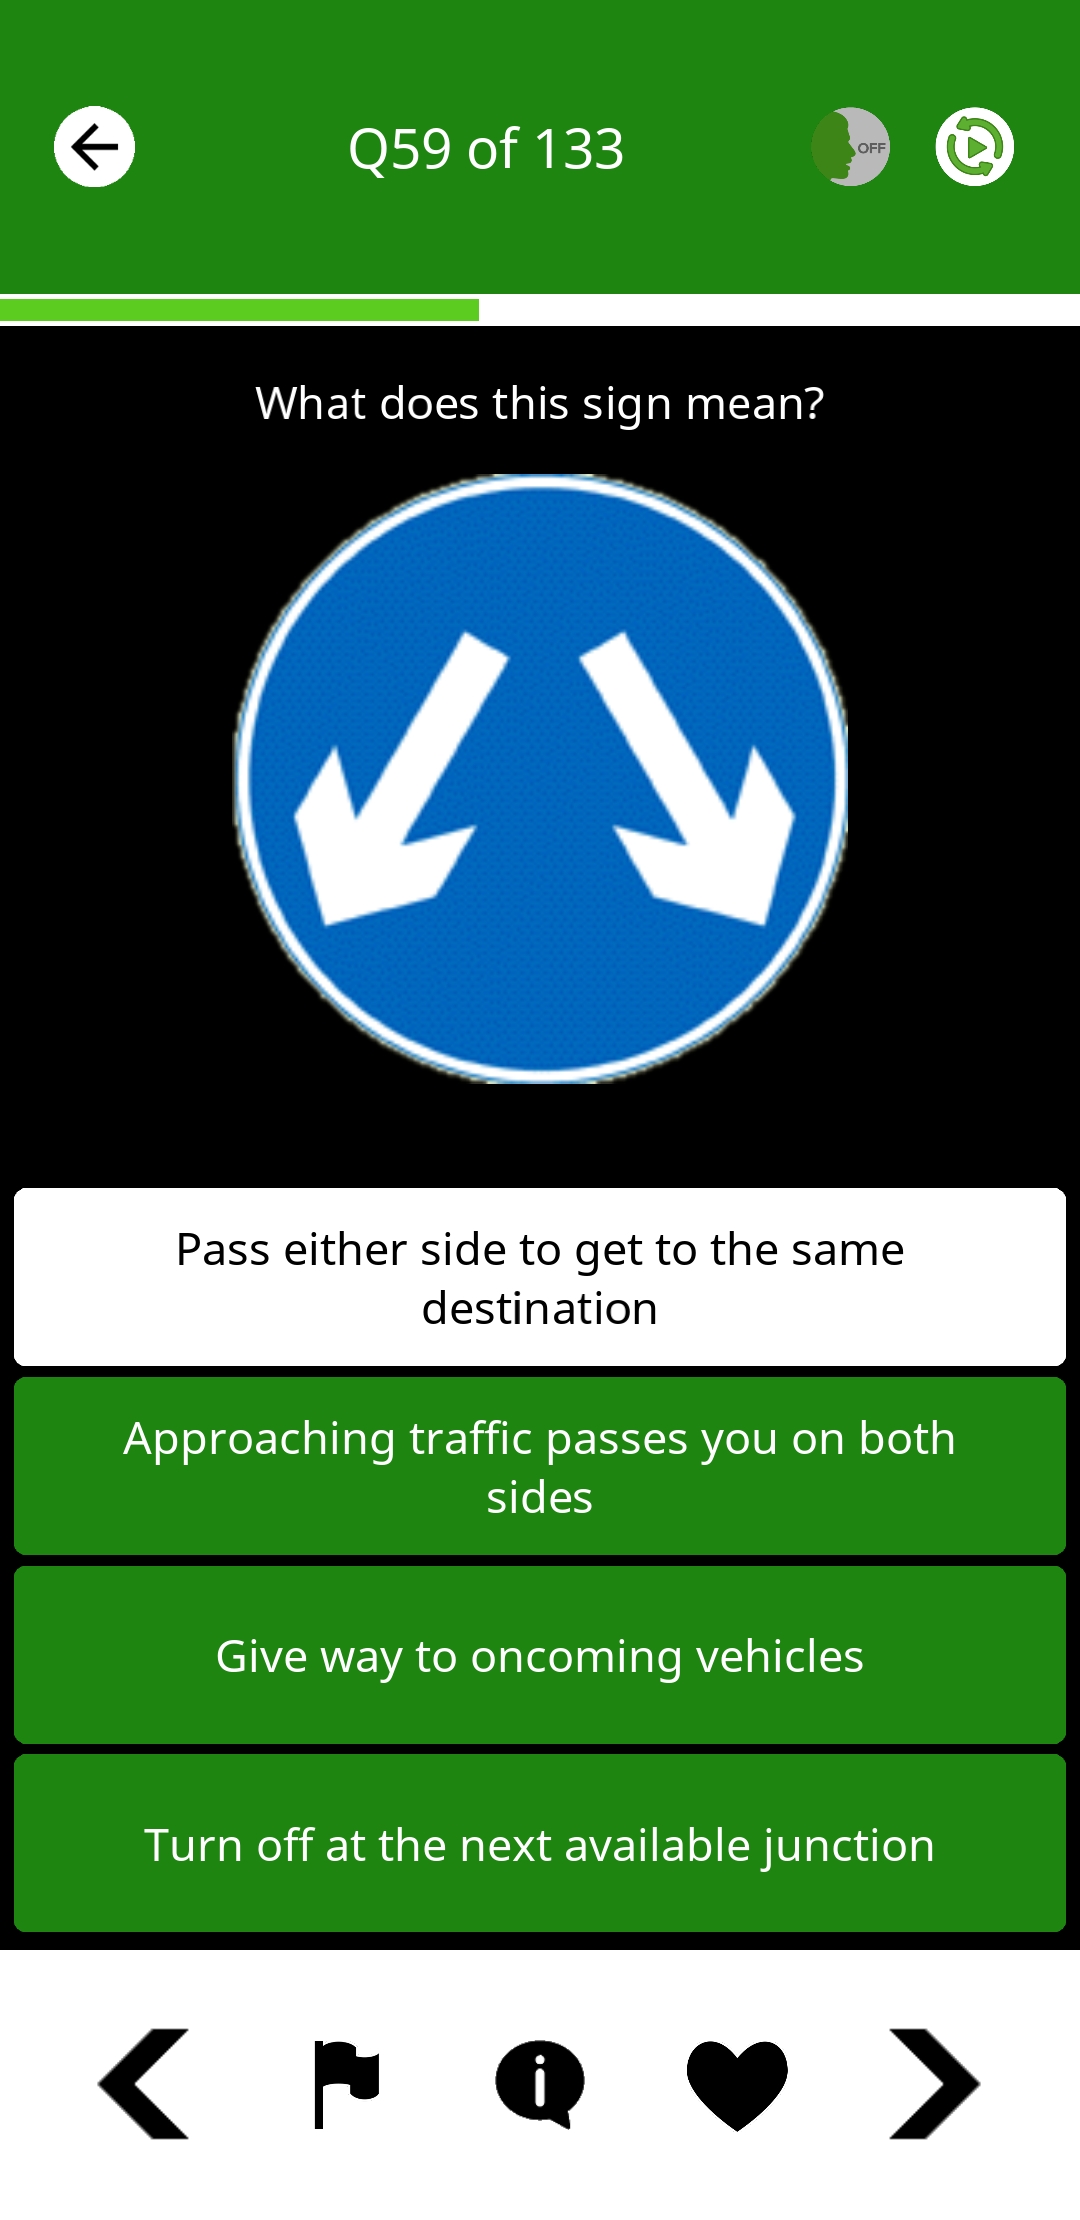 Q59 of 133
OFF
What does this sign mean?
Pass either side to get to the same
destination
Approaching traffic passes you on both
sides
Give way to oncoming vehicles
Turn off at the next available junction